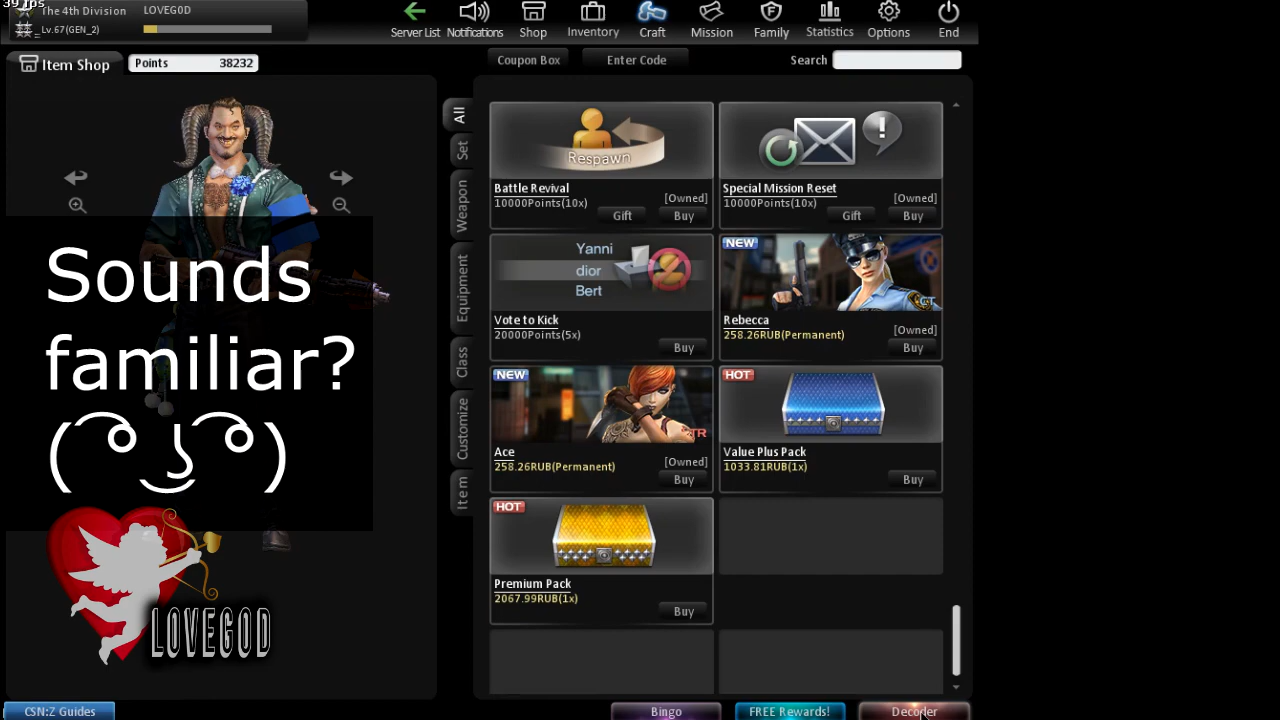 39 fps
The 4th Division LOVEG0D
Lv.67(GEN_2)
Server List Notifications Shop Inventory Craft Mission Family Statistics Options End
Item Shop
Points 38232
Coupon Box
Enter Code
Search
All
Set
Weapon
Equipment
Class
Customize
Item
Respawn
Battle Revival
10000Points(10x)
[Owned]
Gift Buy
Special Mission Reset
10000Points(10x)
[Owned]
Gift Buy
Yanni
dior
Bert
Vote to Kick
20000Points(5x)
Buy
NEW
CT
Rebecca
258.26RUB(Permanent)
[Owned]
Buy
NEW
TR
Ace
258.26RUB(Permanent)
[Owned]
Buy
HOT
Value Plus Pack
1033.81RUB(1x)
Buy
HOT
Premium Pack
2067.99RUB(1x)
Buy
Sounds
familiar?
( ͡° ͜ʖ ͡°)
LOVEGOD
CSN:Z Guides
Bingo
FREE Rewards!
Decoder